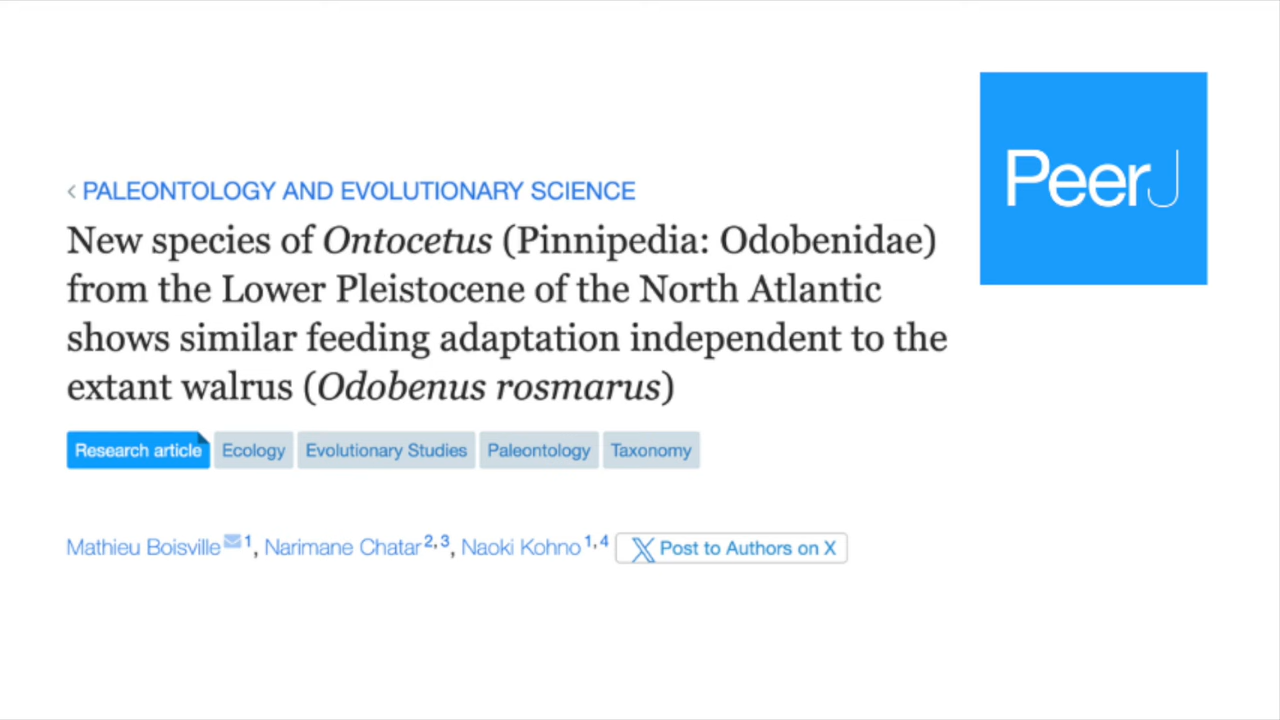 PeerJ
< PALEONTOLOGY AND EVOLUTIONARY SCIENCE
New species of Ontocetus (Pinnipedia: Odobenidae)
from the Lower Pleistocene of the North Atlantic
shows similar feeding adaptation independent to the
extant walrus (Odobenus rosmarus)
Research article Ecology Evolutionary Studies Paleontology Taxonomy
Mathieu Boisville 1, Narimane Chatar 2, 3, Naoki Kohno 1, 4 Post to Authors on X